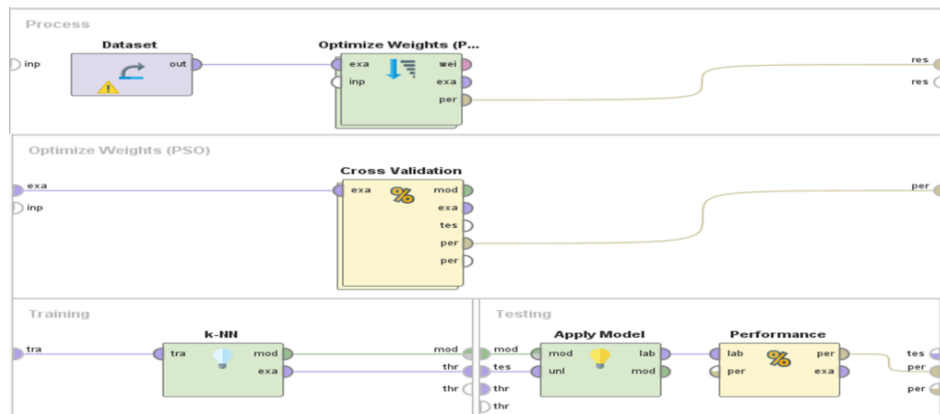 Process
Dataset
Optimize Weights (P...
inp
out
exa
wei
res
inp
exa
res
per
Optimize Weights (PSO)
Cross Validation
exa
exa
mod
per
inp
exa
tes
per
per
Training
Testing
k-NN
Apply Model
Performance
tra
tra
mod
mod
mod
mod
lab
lab
per
tes
exa
thr
tes
unl
mod
per
exa
per
thr
thr
per
thr